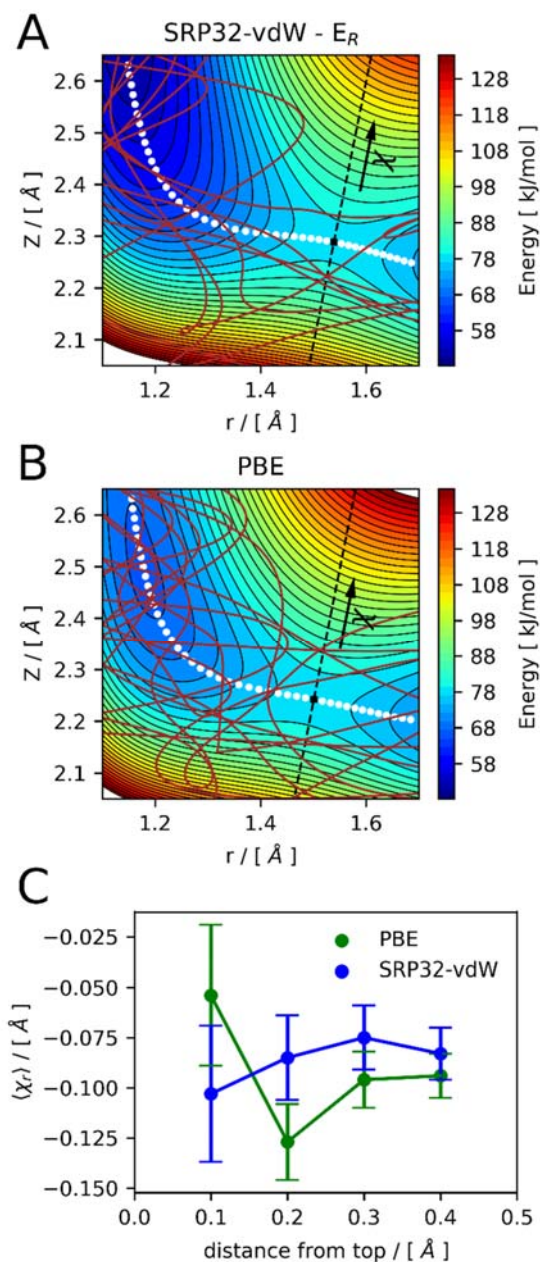 A
SRP32-vdW - E_R
2.6
2.5
2.4
2.3
2.2
2.1
Z / [ Å ]
χ
1.2
1.4
1.6
r / [ Å ]
128
118
108
98
88
78
68
58
Energy [ kJ/mol ]
B
PBE
2.6
2.5
2.4
2.3
2.2
2.1
Z / [ Å ]
χ
1.2
1.4
1.6
r / [ Å ]
128
118
108
98
88
78
68
58
Energy [ kJ/mol ]
C
−0.025
−0.050
−0.075
−0.100
−0.125
−0.150
⟨χ_r⟩ / [ Å ]
PBE
SRP32-vdW
0.0
0.1
0.2
0.3
0.4
0.5
distance from top / [ Å ]